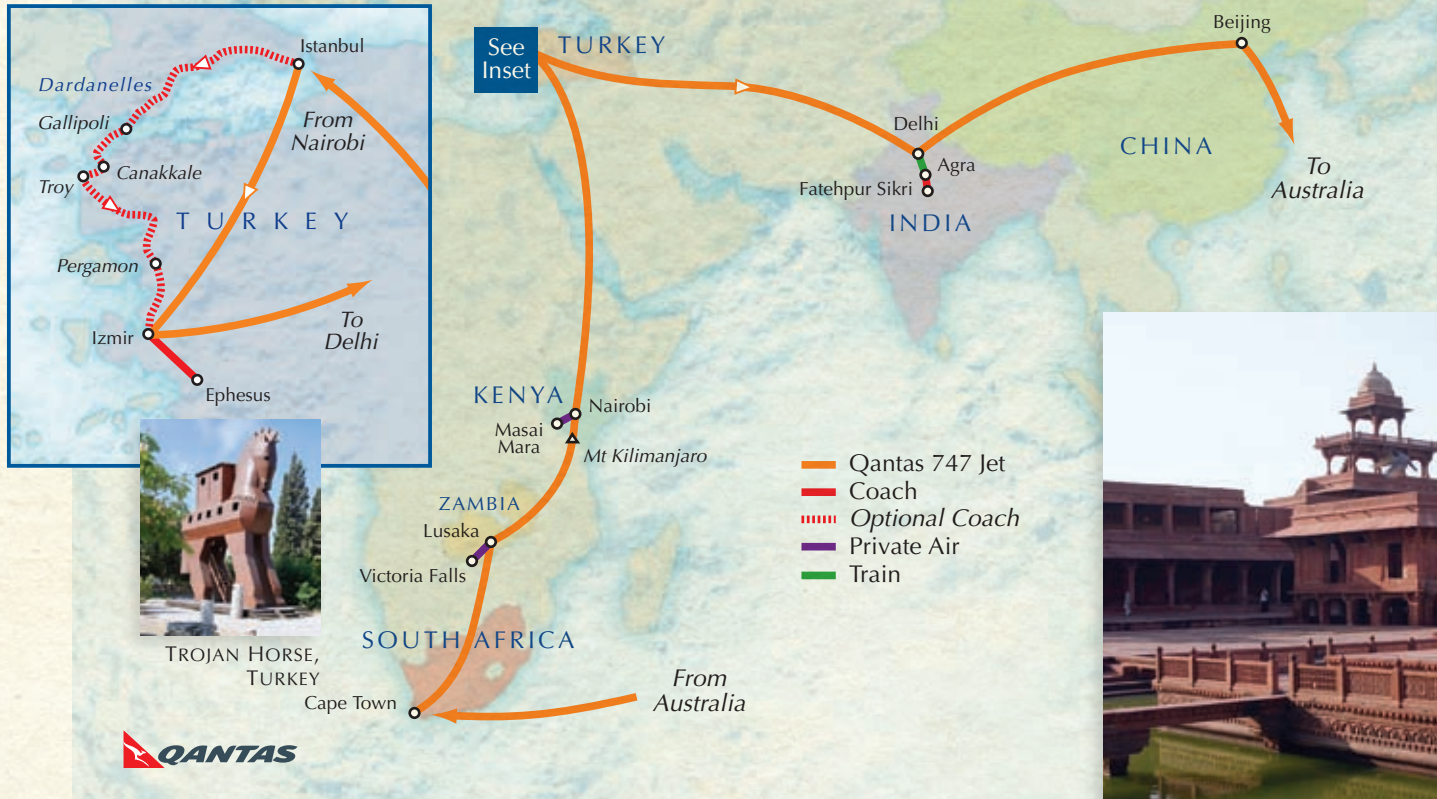 Istanbul
Dardanelles
Gallipoli
From
Nairobi
Canakkale
Troy
TURKEY
Pergamon
Izmir
To
Delhi
Ephesus
See
Inset
TURKEY
Beijing
Delhi
Agra
Fatehpur Sikri
INDIA
CHINA
To
Australia
KENYA
Nairobi
Masai
Mara
Mt Kilimanjaro
ZAMBIA
Lusaka
Victoria Falls
SOUTH AFRICA
Cape Town
From
Australia
Qantas 747 Jet
Coach
Optional Coach
Private Air
Train
TROJAN HORSE,
TURKEY
QANTAS